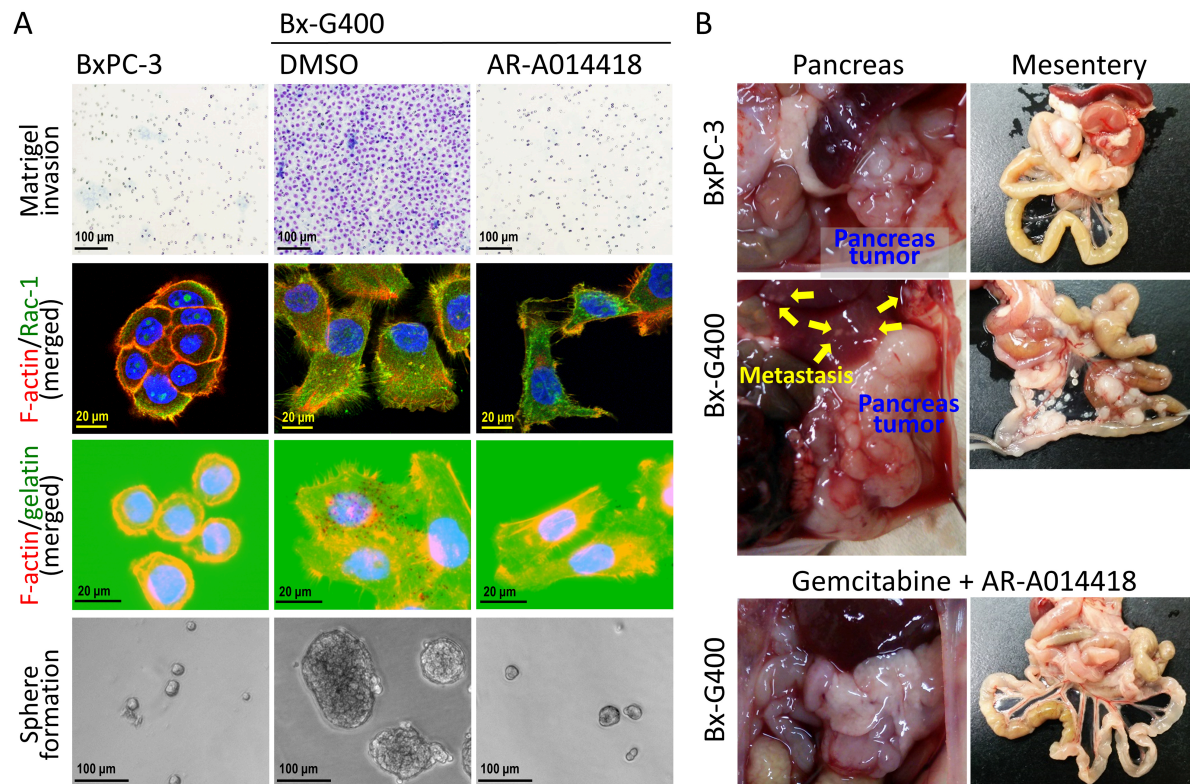 A
Bx-G400
BxPC-3
DMSO
AR-A014418
Matrigel
invasion
100 µm
100 µm
100 µm
F-actin/Rac-1
(merged)
20 µm
20 µm
20 µm
F-actin/gelatin
(merged)
20 µm
20 µm
20 µm
Sphere
formation
100 µm
100 µm
100 µm
B
Pancreas
Mesentery
BxPC-3
Pancreas
tumor
Bx-G400
Metastasis
Pancreas
tumor
Gemcitabine + AR-A014418
Bx-G400